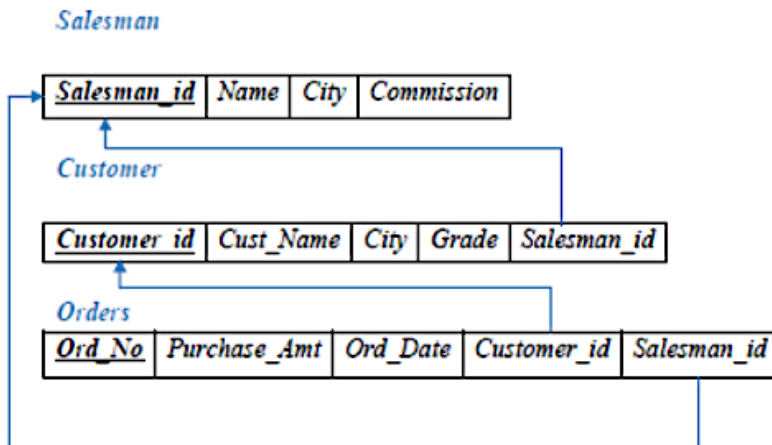 Salesman
Salesman_id Name City Commission
Customer
Customer_id Cust_Name City Grade Salesman_id
Orders
Ord_No Purchase_Amt Ord_Date Customer_id Salesman_id